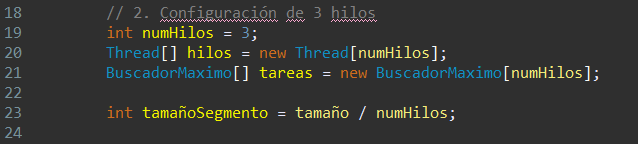 18 // 2. Configuración de 3 hilos
19 int numHilos = 3;
20 Thread[] hilos = new Thread[numHilos];
21 BuscadorMaximo[] tareas = new BuscadorMaximo[numHilos];
22
23 int tamañoSegmento = tamaño / numHilos;
24